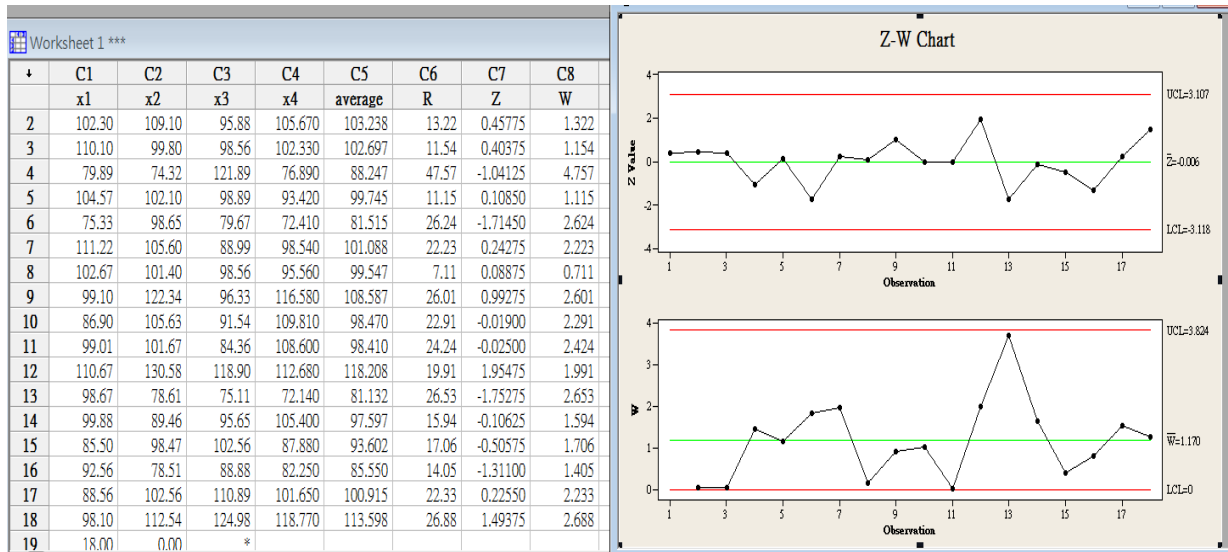 Worksheet 1 ***
↓ C1 C2 C3 C4 C5 C6 C7 C8
x1 x2 x3 x4 average R Z W
2 102.30 109.10 95.88 105.670 103.238 13.22 0.45775 1.322
3 110.10 99.80 98.56 102.330 102.697 11.54 0.40375 1.154
4 79.89 74.32 121.89 76.890 88.247 47.57 -1.04125 4.757
5 104.57 102.10 98.89 93.420 99.745 11.15 0.10850 1.115
6 75.33 98.65 79.67 72.410 81.515 26.24 -1.71450 2.624
7 111.22 105.60 88.99 98.540 101.088 22.23 0.24275 2.223
8 102.67 101.40 98.56 95.560 99.547 7.11 0.08875 0.711
9 99.10 122.34 96.33 116.580 108.587 26.01 0.99275 2.601
10 86.90 105.63 91.54 109.810 98.470 22.91 -0.01900 2.291
11 99.01 101.67 84.36 108.600 98.410 24.24 -0.02500 2.424
12 110.67 130.58 118.90 112.680 118.208 19.91 1.95475 1.991
13 98.67 78.61 75.11 72.140 81.132 26.53 -1.75275 2.653
14 99.88 89.46 95.65 105.400 97.597 15.94 -0.10625 1.594
15 85.50 98.47 102.56 87.880 93.602 17.06 -0.50575 1.706
16 92.56 78.51 88.88 82.250 85.550 14.05 -1.31100 1.405
17 88.56 102.56 110.89 101.650 100.915 22.33 0.22550 2.233
18 98.10 112.54 124.98 118.770 113.598 26.88 1.49375 2.688
19 18.00 0.00 *
Z-W Chart
Z Value
4
2
0
-2
-4
UCL=3.107
Z=-0.006
LCL=-3.118
1 3 5 7 9 11 13 15 17
Observation
W
4
3
2
1
0
UCL=3.824
W=1.170
LCL=0
1 3 5 7 9 11 13 15 17
Observation